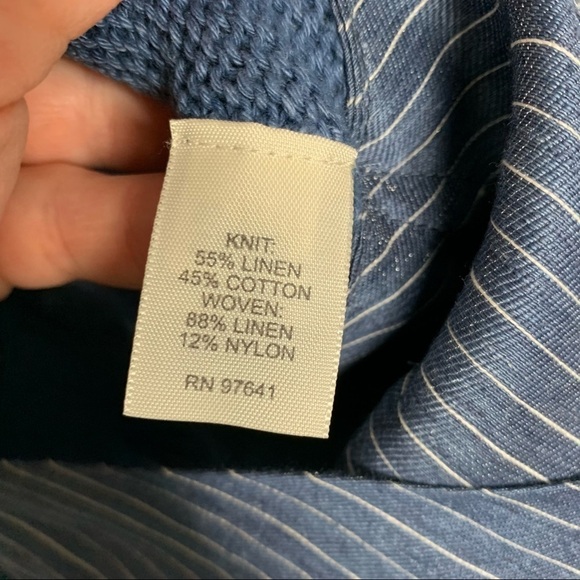 KNIT:
55% LINEN
45% COTTON
WOVEN:
88% LINEN
12% NYLON
RN 97641